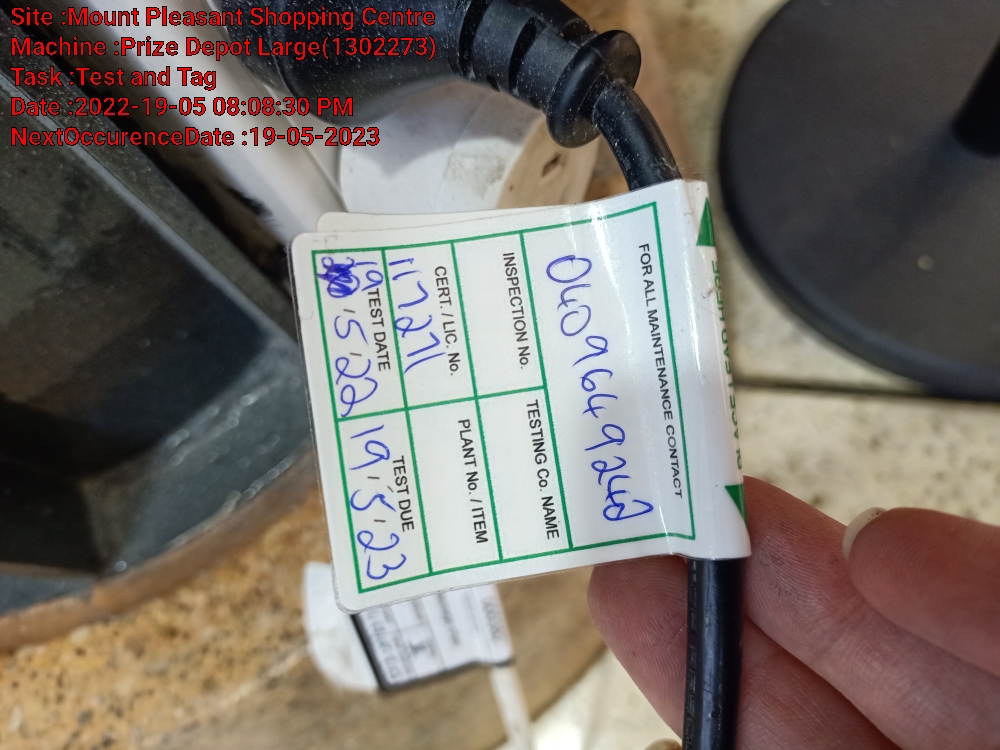 Site :Mount Pleasant Shopping Centre
Machine :Prize Depot Large(1302273)
Task :Test and Tag
Date :2022-19-05 08:08:30 PM
NextOccurenceDate :19-05-2023
FOR ALL MAINTENANCE CONTACT
INSPECTION No.
TESTING Co. NAME
CERT. / LIC. No.
117271
PLANT No. / ITEM
TEST DATE
19.5.22
TEST DUE
19.5.23